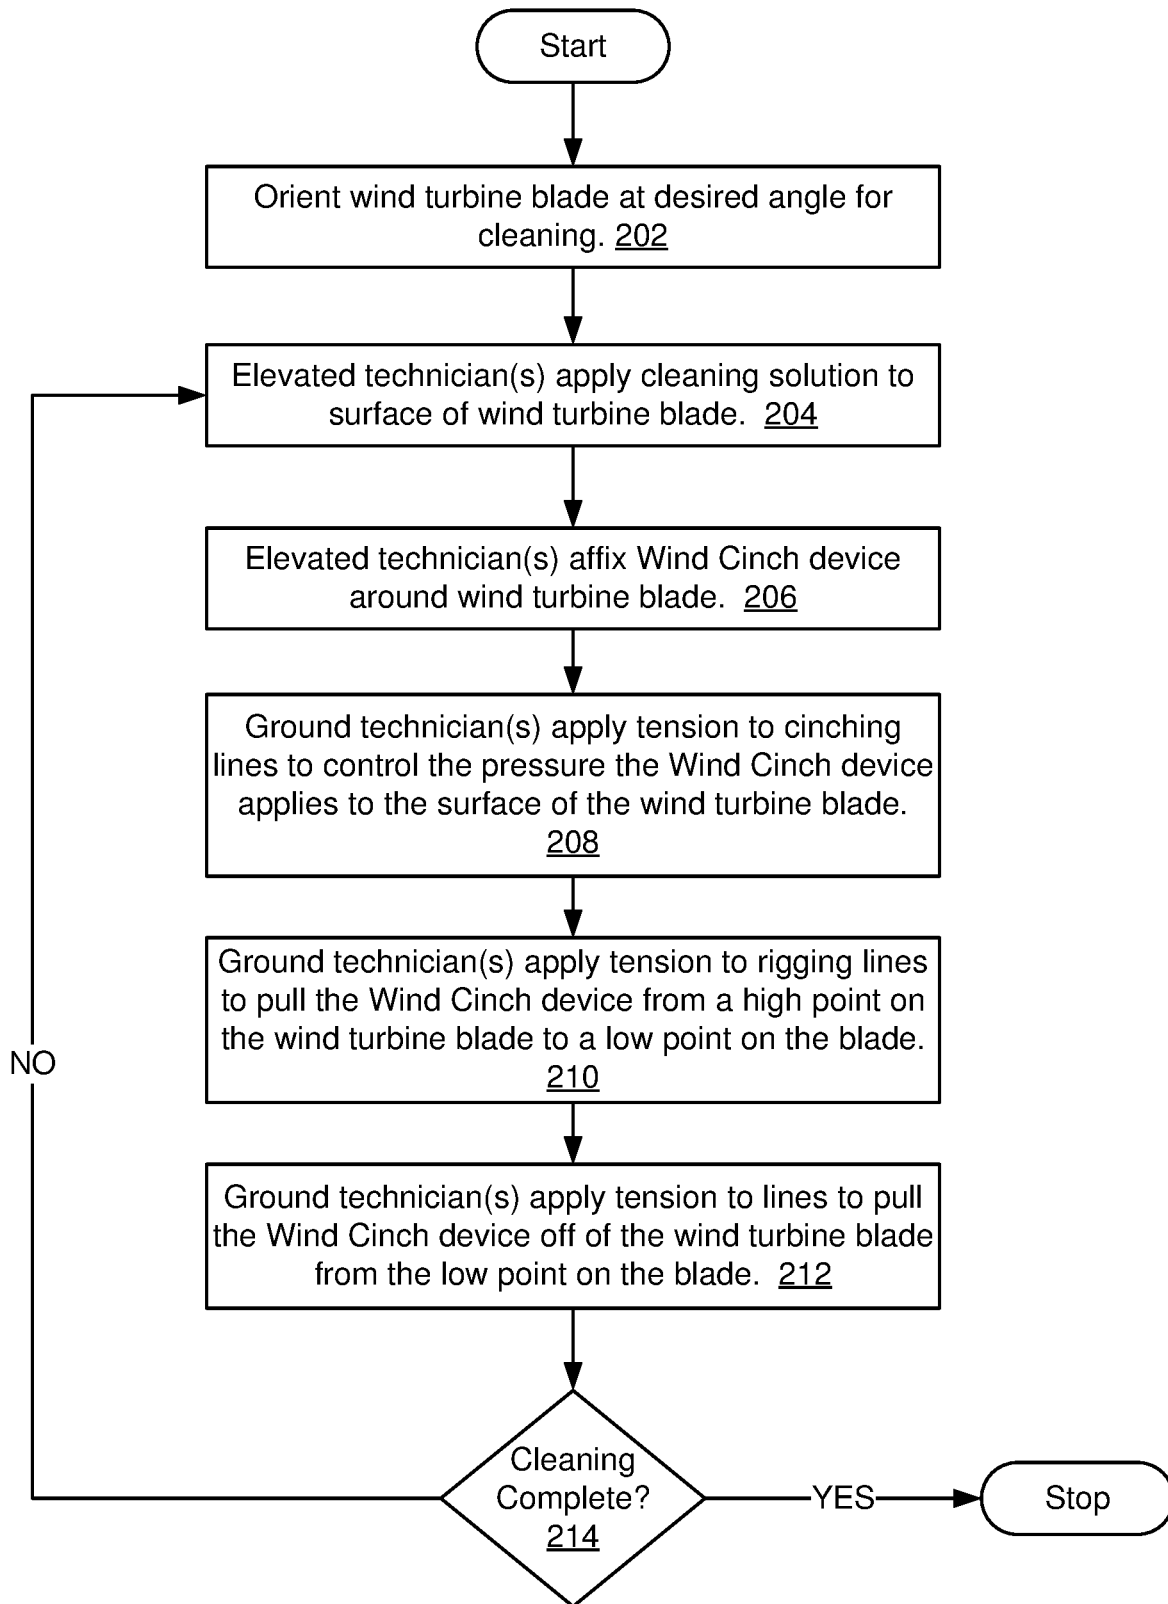 Start
Orient wind turbine blade at desired angle for
cleaning. 202
Elevated technician(s) apply cleaning solution to
surface of wind turbine blade. 204
Elevated technician(s) affix Wind Cinch device
around wind turbine blade. 206
Ground technician(s) apply tension to cinching
lines to control the pressure the Wind Cinch device
applies to the surface of the wind turbine blade.
208
Ground technician(s) apply tension to rigging lines
to pull the Wind Cinch device from a high point on
the wind turbine blade to a low point on the blade.
210
NO
Ground technician(s) apply tension to lines to pull
the Wind Cinch device off of the wind turbine blade
from the low point on the blade. 212
Cleaning
Complete?
214
YES
Stop